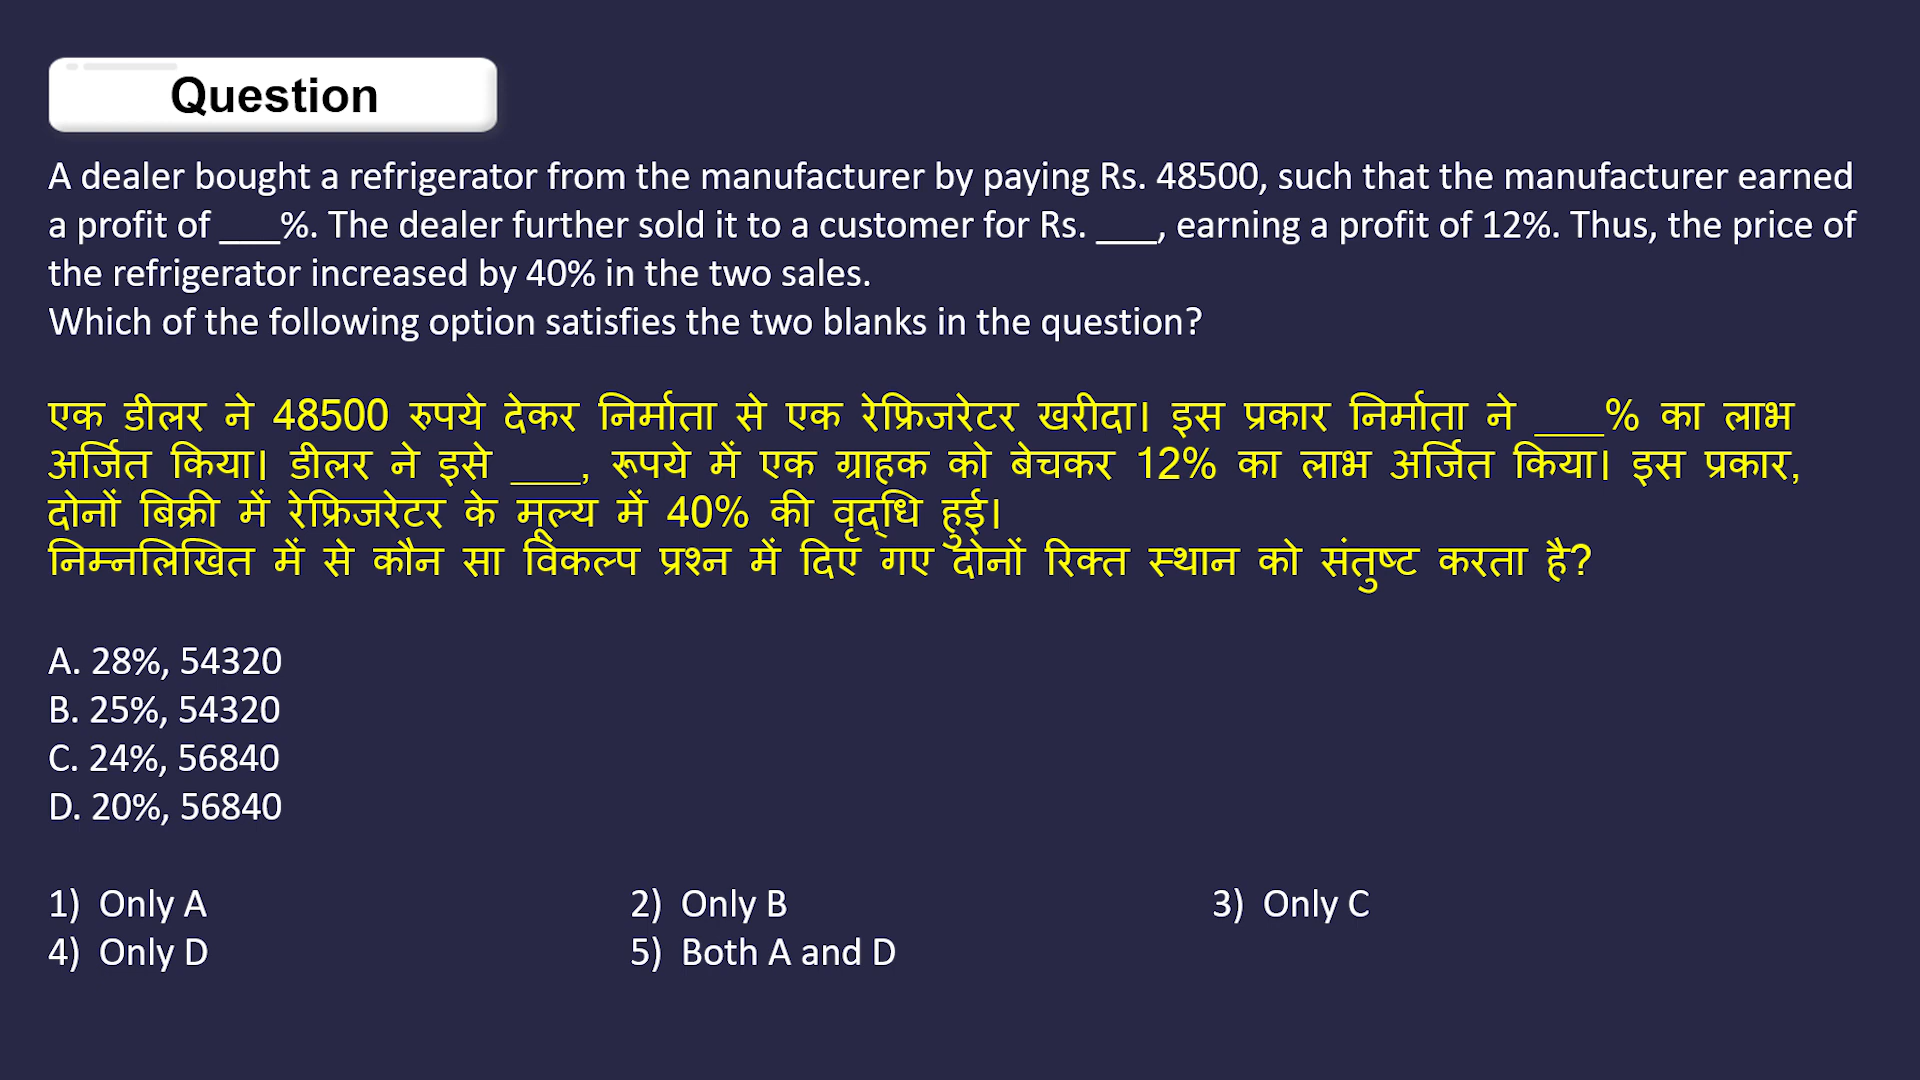 Question
A dealer bought a refrigerator from the manufacturer by paying Rs. 48500, such that the manufacturer earned
a profit of ___%. The dealer further sold it to a customer for Rs. ___, earning a profit of 12%. Thus, the price of
the refrigerator increased by 40% in the two sales.
Which of the following option satisfies the two blanks in the question?
एक डीलर ने 48500 रुपये देकर निर्माता से एक रेफ्रिजरेटर खरीदा। इस प्रकार निर्माता ने ___% का लाभ
अर्जित किया। डीलर ने इसे ___, रूपये में एक ग्राहक को बेचकर 12% का लाभ अर्जित किया। इस प्रकार,
दोनों बिक्री में रेफ्रिजरेटर के मूल्य में 40% की वृद्धि हुई।
निम्नलिखित में से कौन सा विकल्प प्रश्न में दिए गए दोनों रिक्त स्थान को संतुष्ट करता है?
A. 28%, 54320
B. 25%, 54320
C. 24%, 56840
D. 20%, 56840
1) Only A 2) Only B 3) Only C
4) Only D 5) Both A and D